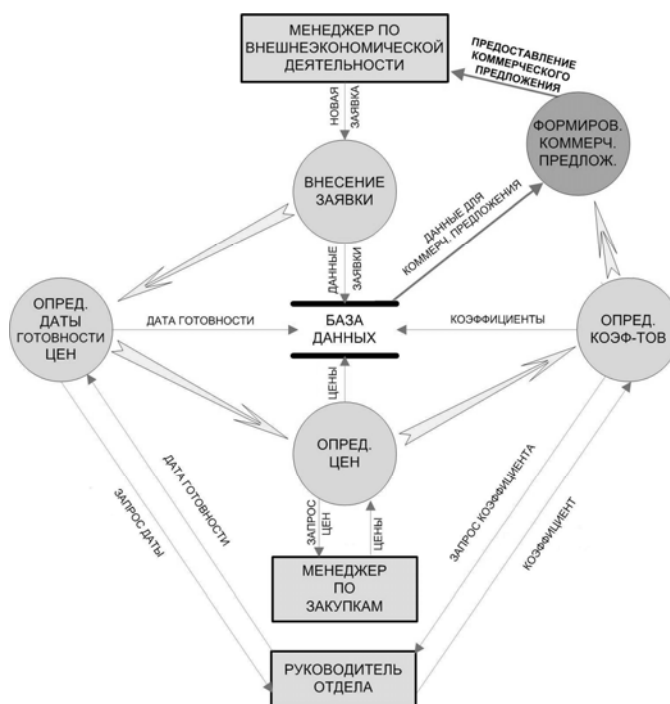 МЕНЕДЖЕР ПО
ВНЕШНЕЭКОНОМИЧЕСКОЙ
ДЕЯТЕЛЬНОСТИ
ПРЕДОСТАВЛЕНИЕ
КОММЕРЧЕСКОГО
ПРЕДЛОЖЕНИЯ
НОВАЯ
ЗАЯВКА
ФОРМИРОВ.
КОММЕРЧ.
ПРЕДЛОЖ.
ВНЕСЕНИЕ
ЗАЯВКИ
ДАННЫЕ ДЛЯ
КОММЕРЧ. ПРЕДЛОЖЕНИЯ
ДАННЫЕ
ЗАЯВКИ
ОПРЕД.
ДАТЫ
ГОТОВНОСТИ
ЦЕН
ДАТА ГОТОВНОСТИ
БАЗА
ДАННЫХ
КОЭФФИЦИЕНТЫ
ОПРЕД.
КОЭФ-ТОВ
ЦЕНЫ
ОПРЕД.
ЦЕН
ЗАПРОС ДАТЫ
ДАТА ГОТОВНОСТИ
ЗАПРОС
ЦЕН
ЦЕНЫ
ЗАПРОС КОЭФФИЦИЕНТА
КОЭФФИЦИЕНТ
МЕНЕДЖЕР
ПО
ЗАКУПКАМ
РУКОВОДИТЕЛЬ
ОТДЕЛА